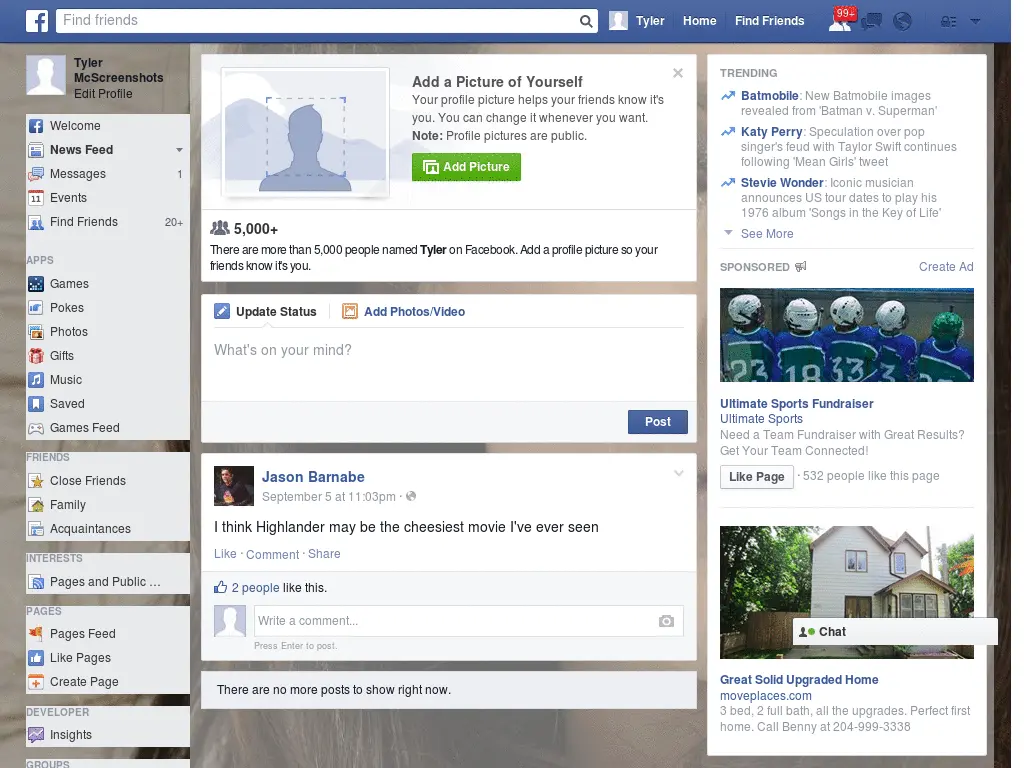 Find friends
Tyler
Home
Find Friends
99+
Tyler
McScreenshots
Edit Profile
Welcome
News Feed
Messages 1
11 Events
Find Friends 20+
APPS
Games
Pokes
Photos
Gifts
Music
Saved
Games Feed
FRIENDS
Close Friends
Family
Acquaintances
INTERESTS
Pages and Public ...
PAGES
Pages Feed
Like Pages
Create Page
DEVELOPER
Insights
GROUPS
Add a Picture of Yourself
Your profile picture helps your friends know it's
you. You can change it whenever you want.
Note: Profile pictures are public.
Add Picture
5,000+
There are more than 5,000 people named Tyler on Facebook. Add a profile picture so your
friends know it's you.
Update Status
Add Photos/Video
What's on your mind?
Post
Jason Barnabe
September 5 at 11:03pm ·
I think Highlander may be the cheesiest movie I've ever seen
Like · Comment · Share
2 people like this.
Write a comment...
Press Enter to post.
There are no more posts to show right now.
TRENDING
Batmobile: New Batmobile images
revealed from 'Batman v. Superman'
Katy Perry: Speculation over pop
singer's feud with Taylor Swift continues
following 'Mean Girls' tweet
Stevie Wonder: Iconic musician
announces US tour dates to play his
1976 album 'Songs in the Key of Life'
See More
SPONSORED
Create Ad
23 18 33 5
Ultimate Sports Fundraiser
Ultimate Sports
Need a Team Fundraiser with Great Results?
Get Your Team Connected!
Like Page · 532 people like this page
Chat
Great Solid Upgraded Home
moveplaces.com
3 bed, 2 full bath, all the upgrades. Perfect first
home. Call Benny at 204-999-3338